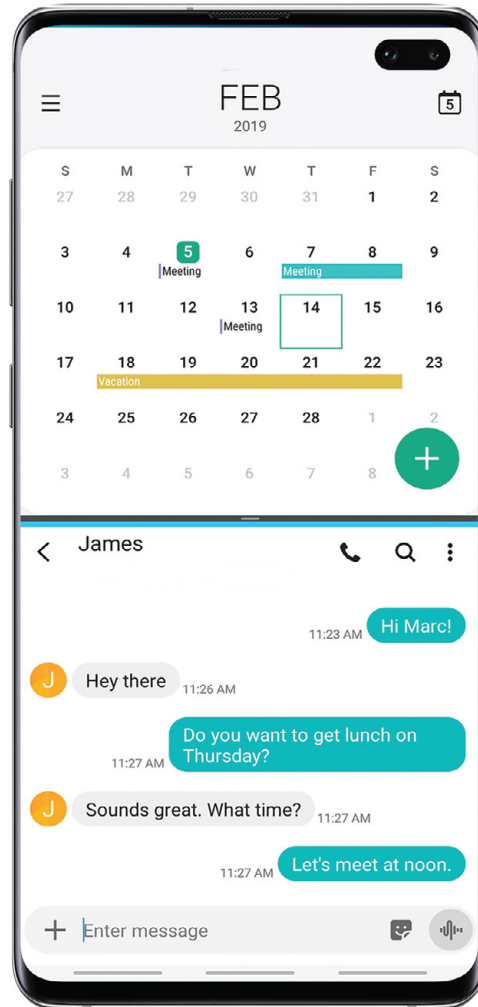 FEB
5
2019
S M T W T F S
27 28 29 30 31 1 2
3 4 5 6 7 8 9
Meeting Meeting
10 11 12 13 14 15 16
Meeting
17 18 19 20 21 22 23
Vacation
24 25 26 27 28 1 2
3 4 5 6 7 8
James
11:23 AM Hi Marc!
J Hey there 11:26 AM
Do you want to get lunch on
11:27 AM Thursday?
J Sounds great. What time? 11:27 AM
11:27 AM Let's meet at noon.
Enter message